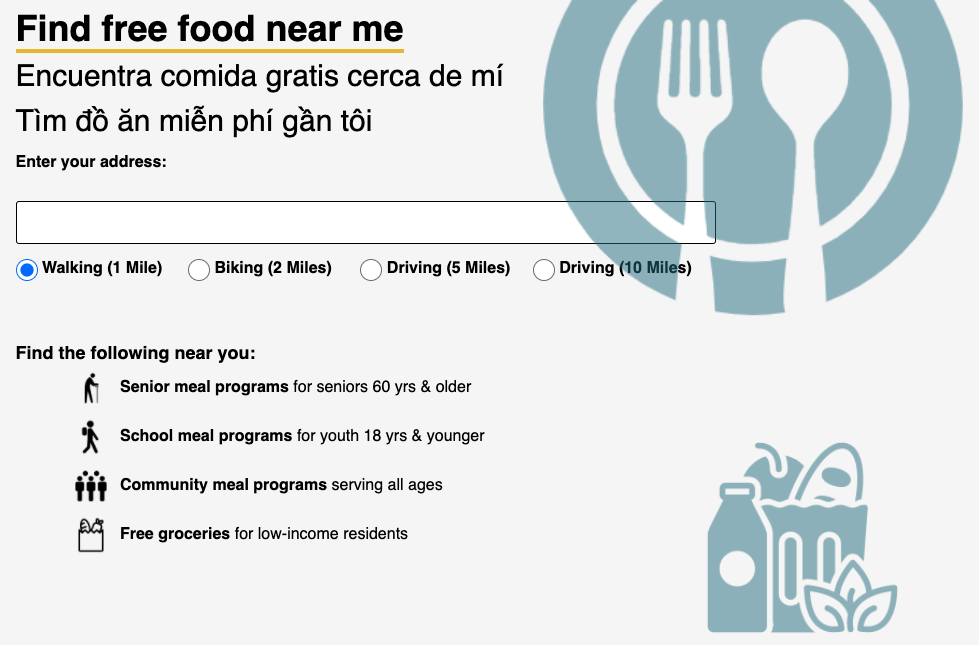 Find free food near me
Encuentra comida gratis cerca de mí
Tìm đồ ăn miễn phí gần tôi
Enter your address:
Walking (1 Mile) Biking (2 Miles) Driving (5 Miles) Driving (10 Miles)
Find the following near you:
Senior meal programs for seniors 60 yrs & older
School meal programs for youth 18 yrs & younger
Community meal programs serving all ages
Free groceries for low-income residents